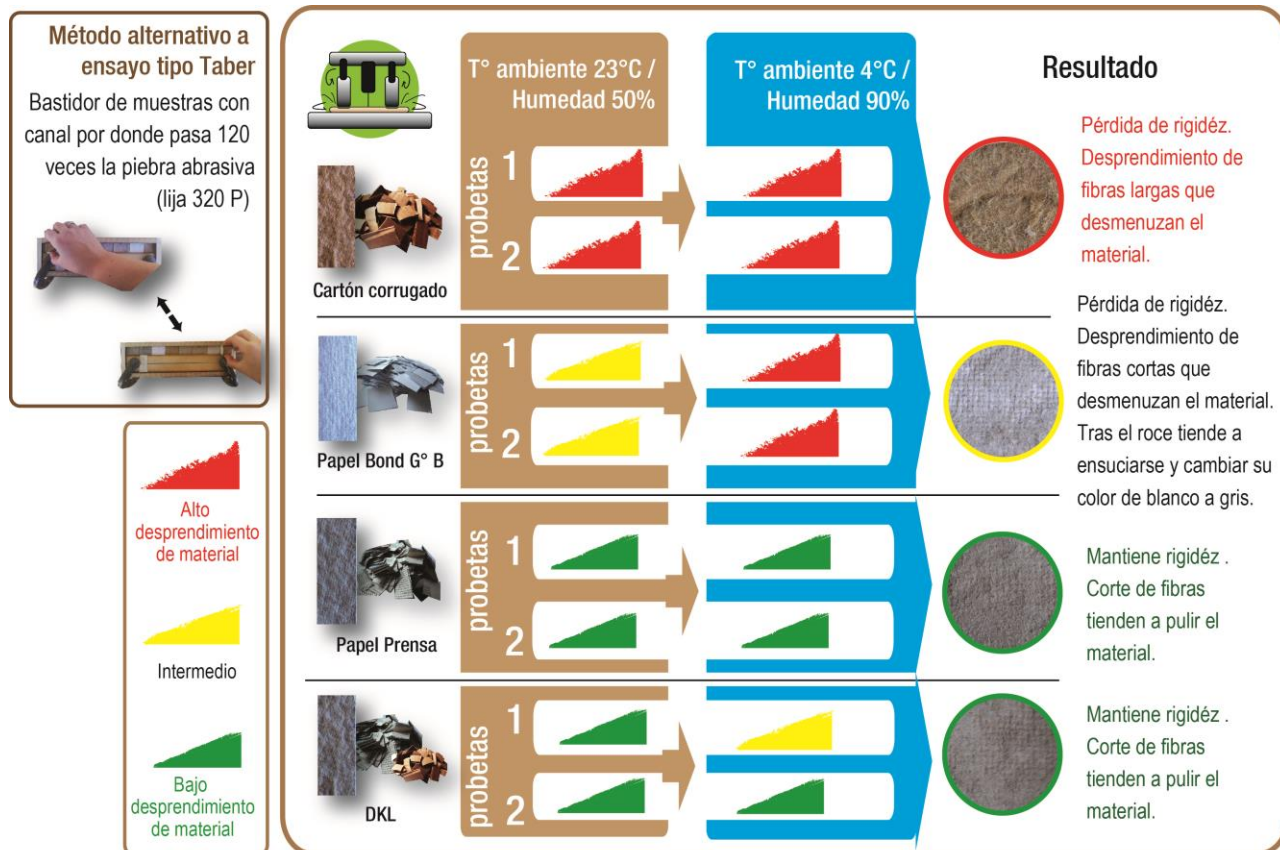 Método alternativo a
ensayo tipo Taber
Bastidor de muestras con
canal por donde pasa 120
veces la piebra abrasiva
(lija 320 P)
Alto
desprendimiento
de material
Intermedio
Bajo
desprendimiento
de material
T° ambiente 23°C /
Humedad 50%
T° ambiente 4°C /
Humedad 90%
Resultado
Cartón corrugado
probetas
1
2
Pérdida de rigidéz.
Desprendimiento de
fibras largas que
desmenuzan el
material.
Papel Bond G° B
probetas
1
2
Pérdida de rigidéz.
Desprendimiento de
fibras cortas que
desmenuzan el material.
Tras el roce tiende a
ensuciarse y cambiar su
color de blanco a gris.
Papel Prensa
probetas
1
2
Mantiene rigidéz .
Corte de fibras
tienden a pulir el
material.
DKL
probetas
1
2
Mantiene rigidéz .
Corte de fibras
tienden a pulir el
material.